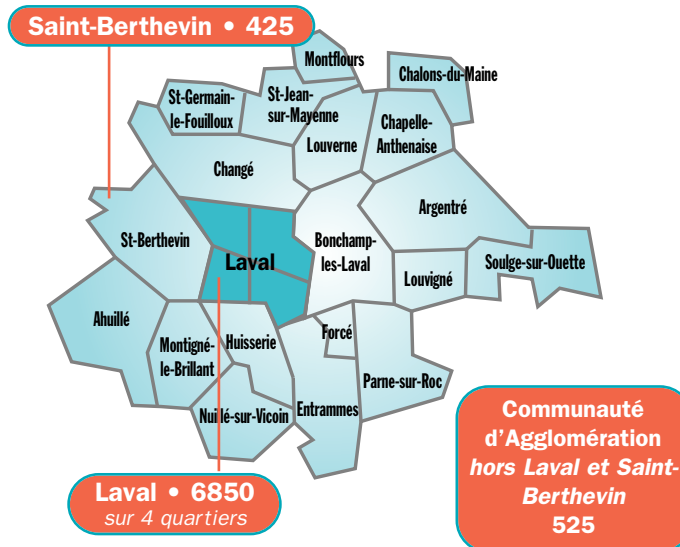 Saint-Berthevin • 425
Montflours
Chalons-du-Maine
St-Germain-
le-Fouilloux
St-Jean-
sur-Mayenne
Louverne
Chapelle-
Anthenaise
Changé
Argentré
St-Berthevin
Laval
Bonchamp-
les-Laval
Louvigné
Soulge-sur-Ouette
Ahuillé
Montigné-
le-Brillant
Huisserie
Forcé
Parne-sur-Roc
Nuillé-sur-Vicoin
Entrammes
Laval • 6850
sur 4 quartiers
Communauté
d'Agglomération
hors Laval et Saint-
Berthevin
525